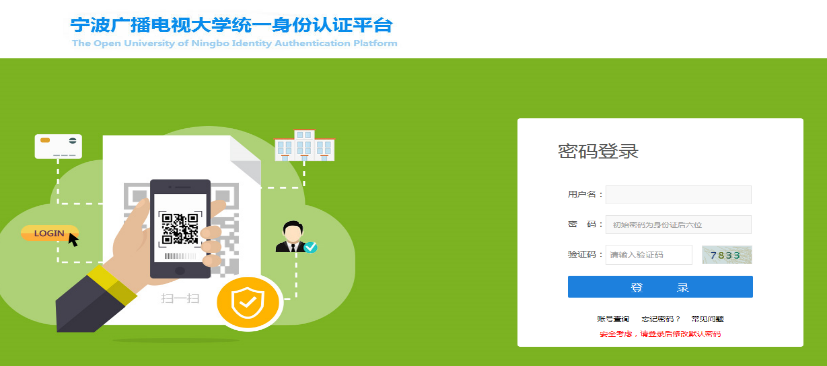 宁波广播电视大学统一身份认证平台
The Open University of Ningbo Identity Authentication Platform
LOGIN
扫一扫
密码登录
用户名：
密 码： 初始密码为身份证后六位
验证码： 请输入验证码 7833
登 录
账号查询 忘记密码？ 常见问题
安全考虑，请登录后修改默认密码